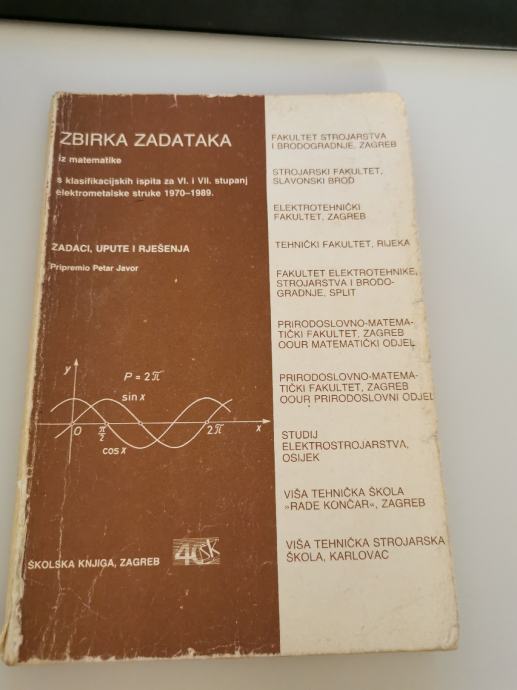 ZBIRKA ZADATAKA
iz matematike
s klasifikacijskih ispita za VI. i VII. stupanj
elektrometalske struke 1970–1989.
ZADACI, UPUTE I RJEŠENJA
Pripremio Petar Javor
y
P = 2π
sin x
O
π/2
2π
x
cos x
ŠKOLSKA KNJIGA, ZAGREB
40 ŠK
FAKULTET STROJARSTVA
I BRODOGRADNJE, ZAGREB
STROJARSKI FAKULTET,
SLAVONSKI BROD
ELEKTROTEHNIČKI
FAKULTET, ZAGREB
TEHNIČKI FAKULTET, RIJEKA
FAKULTET ELEKTROTEHNIKE,
STROJARSTVA I BRODO-
GRADNJE, SPLIT
PRIRODOSLOVNO-MATEMA-
TIČKI FAKULTET, ZAGREB
OOUR MATEMATIČKI ODJEL
PRIRODOSLOVNO-MATEMA-
TIČKI FAKULTET, ZAGREB
OOUR PRIRODOSLOVNI ODJEL
STUDIJ
ELEKTROSTROJARSTVA,
OSIJEK
VIŠA TEHNIČKA ŠKOLA
»RADE KONČAR«, ZAGREB
VIŠA TEHNIČKA STROJARSKA
ŠKOLA, KARLOVAC